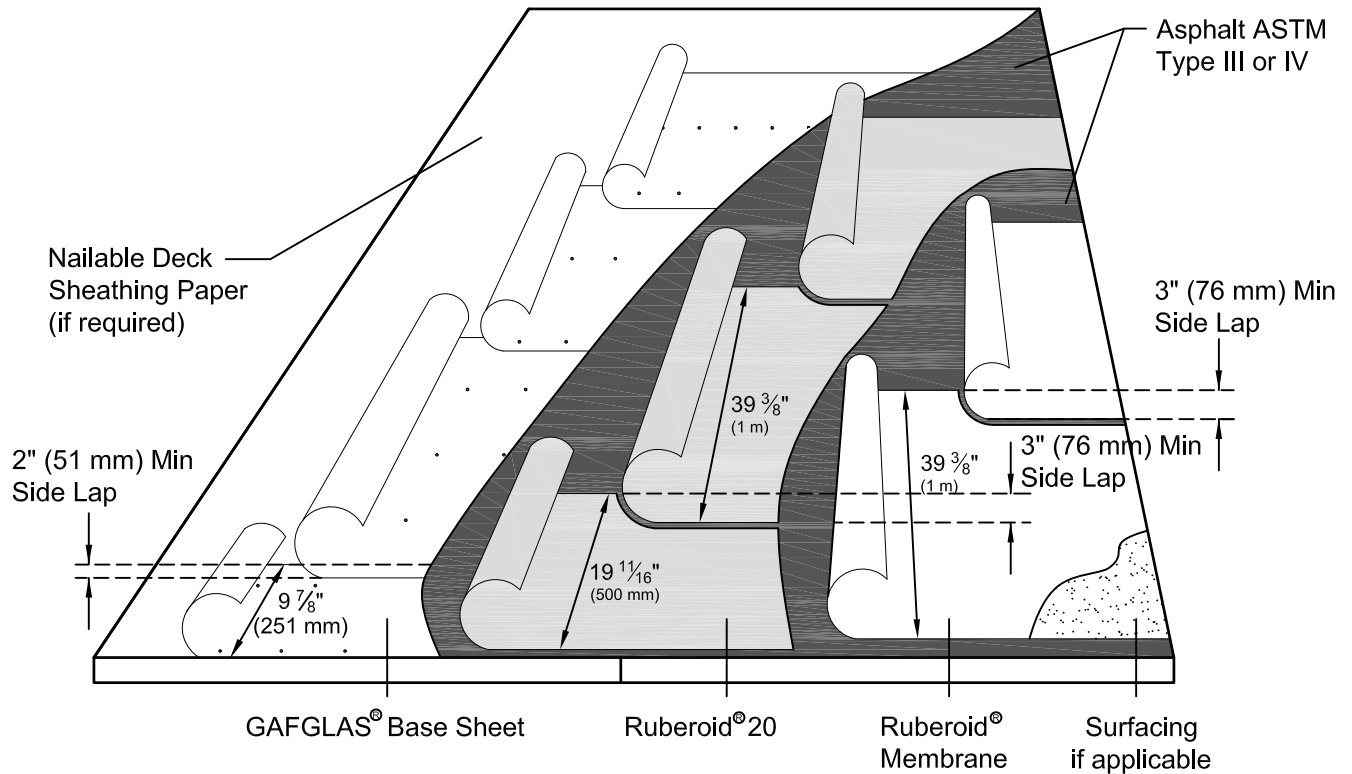 Asphalt ASTM
Type III or IV
Nailable Deck
Sheathing Paper
(if required)
3" (76 mm) Min
Side Lap
39 3/8"
(1 m)
2" (51 mm) Min
Side Lap
39 3/8"
(1 m)
3" (76 mm) Min
Side Lap
19 11/16"
(500 mm)
9 7/8"
(251 mm)
GAFGLAS® Base Sheet
Ruberoid® 20
Ruberoid®
Membrane
Surfacing
if applicable